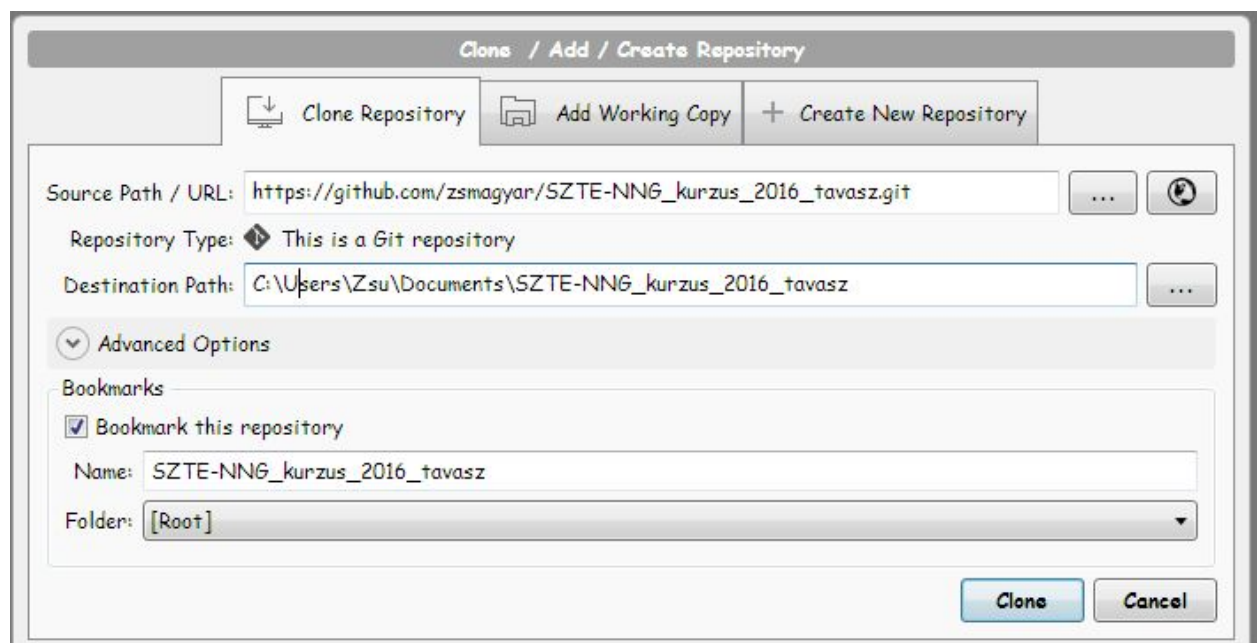 Clone / Add / Create Repository
Clone Repository
Add Working Copy
+ Create New Repository
Source Path / URL: https://github.com/zsmagyar/SZTE-NNG_kurzus_2016_tavasz.git ...
Repository Type: This is a Git repository
Destination Path: C:\Users\Zsu\Documents\SZTE-NNG_kurzus_2016_tavasz ...
Advanced Options
Bookmarks
Bookmark this repository
Name: SZTE-NNG_kurzus_2016_tavasz
Folder: [Root]
Clone Cancel